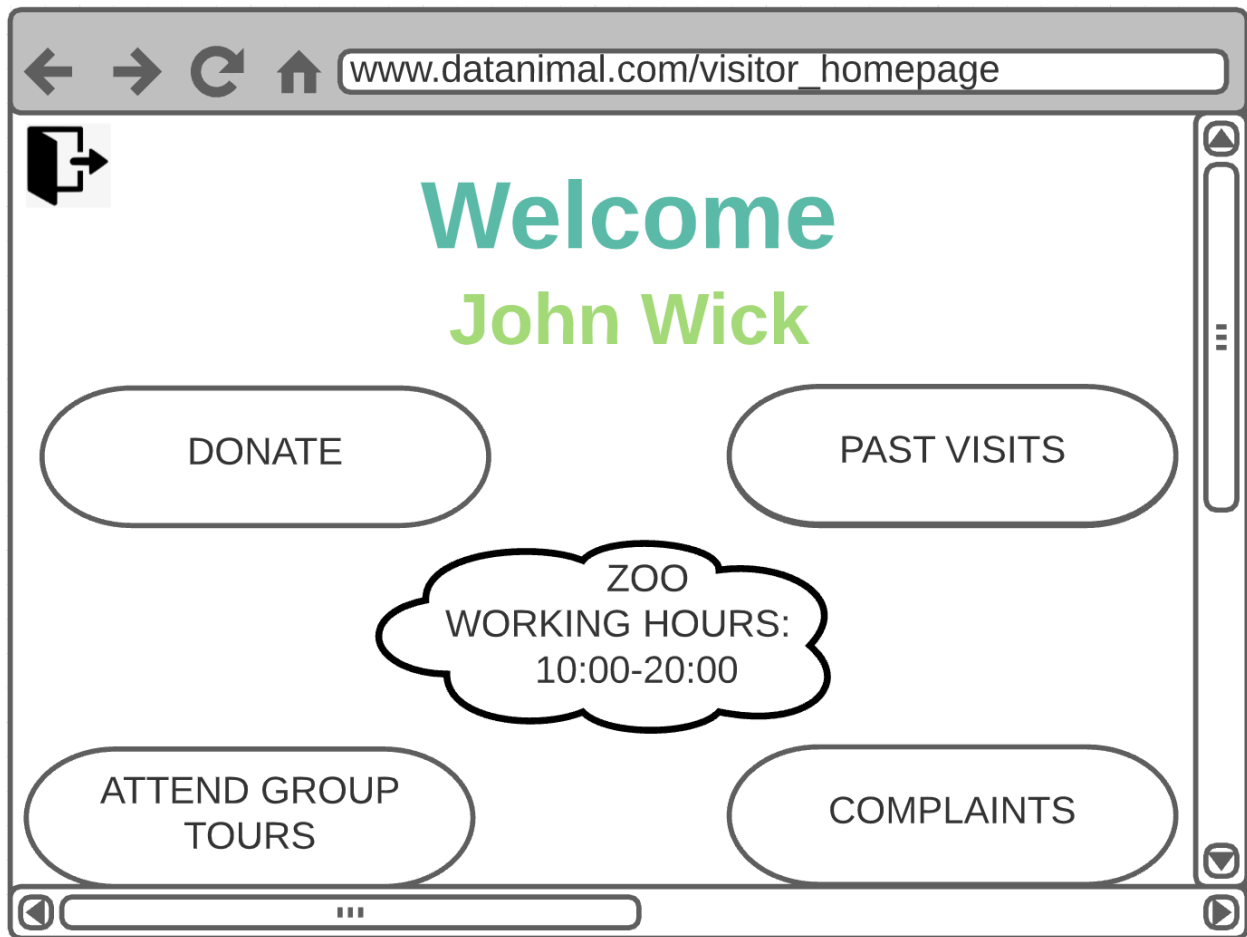 www.datanimal.com/visitor_homepage
Welcome
John Wick
DONATE
PAST VISITS
ZOO
WORKING HOURS:
10:00-20:00
ATTEND GROUP
TOURS
COMPLAINTS